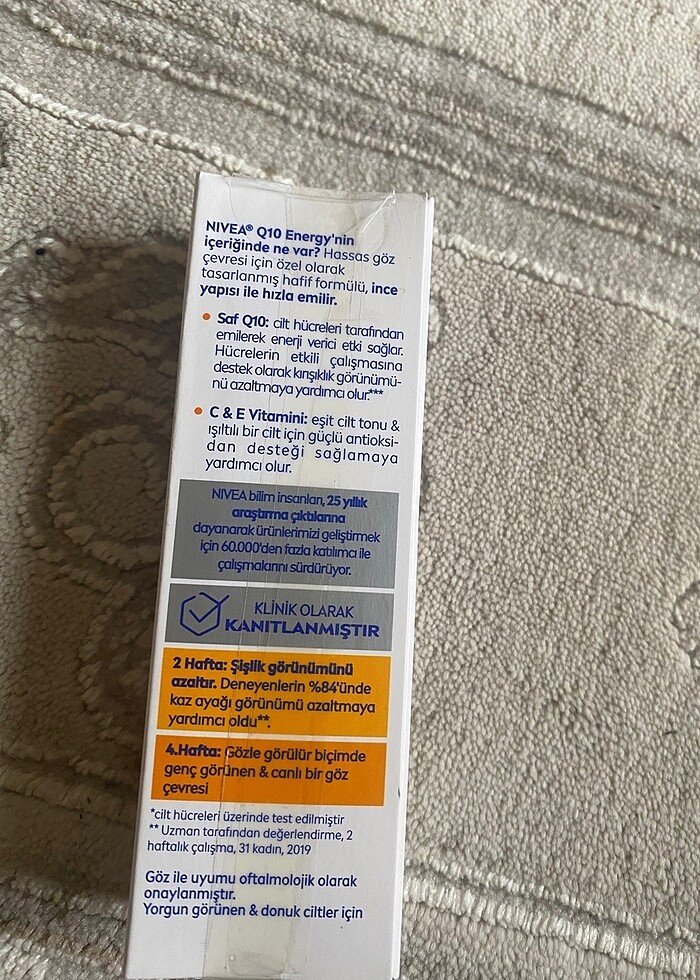 NIVEA® Q10 Energy'nin
içeriğinde ne var? Hassas göz
çevresi için özel olarak
tasarlanmış hafif formülü, ince
yapısı ile hızla emilir.
• Saf Q10: cilt hücreleri tarafından
emilerek enerji verici etki sağlar.
Hücrelerin etkili çalışmasına
destek olarak kırışıklık görünümü-
nü azaltmaya yardımcı olur.***
• C & E Vitamini: eşit cilt tonu &
ışıltılı bir cilt için güçlü antioksi-
dan desteği sağlamaya
yardımcı olur.
NIVEA bilim insanları, 25 yıllık
araştırma çıktılarına
dayanarak ürünlerimizi geliştirmek
için 60.000'den fazla katılımcı ile
çalışmalarını sürdürüyor.
KLİNİK OLARAK
KANITLANMIŞTIR
2 Hafta: Şişlik görünümünü
azaltır. Deneyenlerin %84'ünde
kaz ayağı görünümü azaltmaya
yardımcı oldu**.
4.Hafta: Gözle görülür biçimde
genç görünen & canlı bir göz
çevresi
*cilt hücreleri üzerinde test edilmiştir
** Uzman tarafından değerlendirme, 2
haftalık çalışma, 31 kadın, 2019
Göz ile uyumu oftalmolojik olarak
onaylanmıştır.
Yorgun görünen & donuk ciltler için